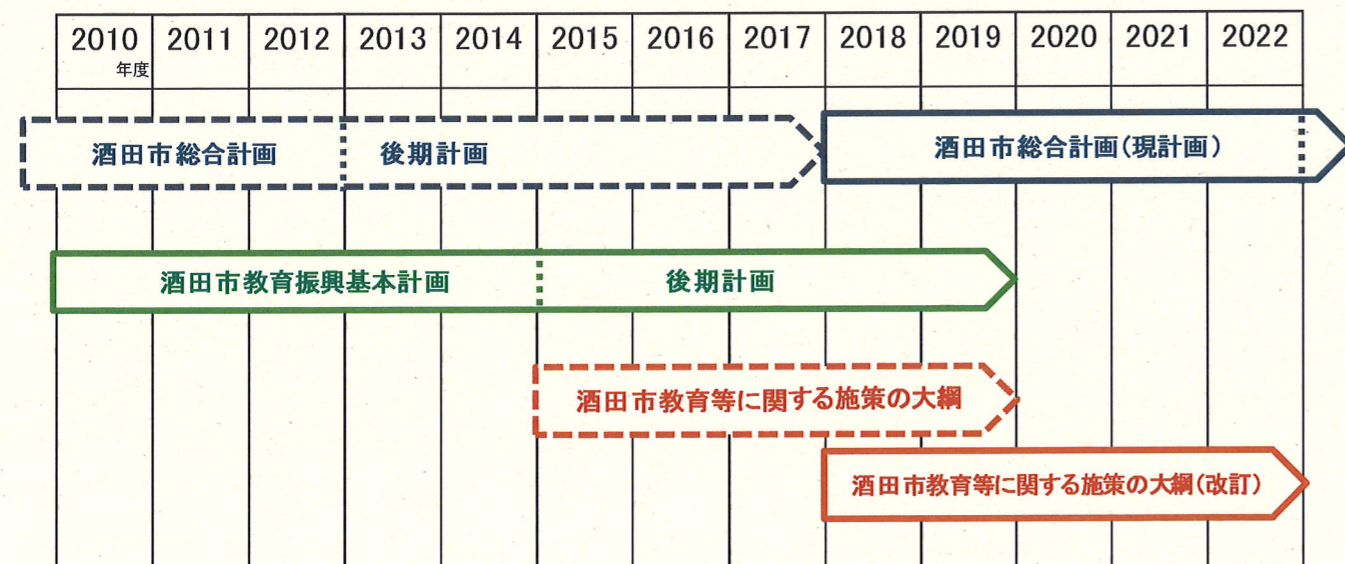 2010 2011 2012 2013 2014 2015 2016 2017 2018 2019 2020 2021 2022
年度
酒田市総合計画 後期計画 酒田市総合計画(現計画)
酒田市教育振興基本計画 後期計画
酒田市教育等に関する施策の大綱
酒田市教育等に関する施策の大綱(改訂)